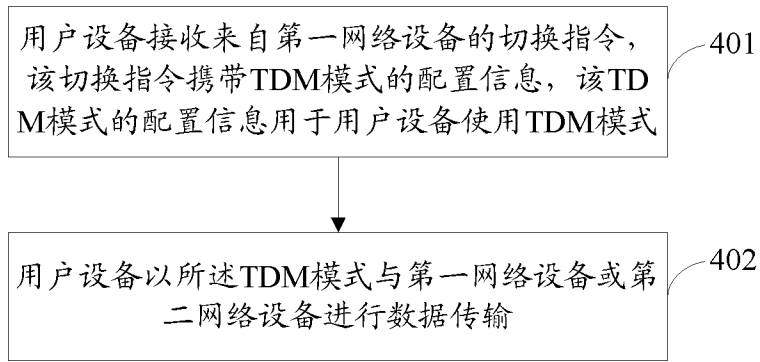 用户设备接收来自第一网络设备的切换指令，
该切换指令携带TDM模式的配置信息，该TD
M模式的配置信息用于用户设备使用TDM模式
401
用户设备以所述TDM模式与第一网络设备或第
二网络设备进行数据传输
402